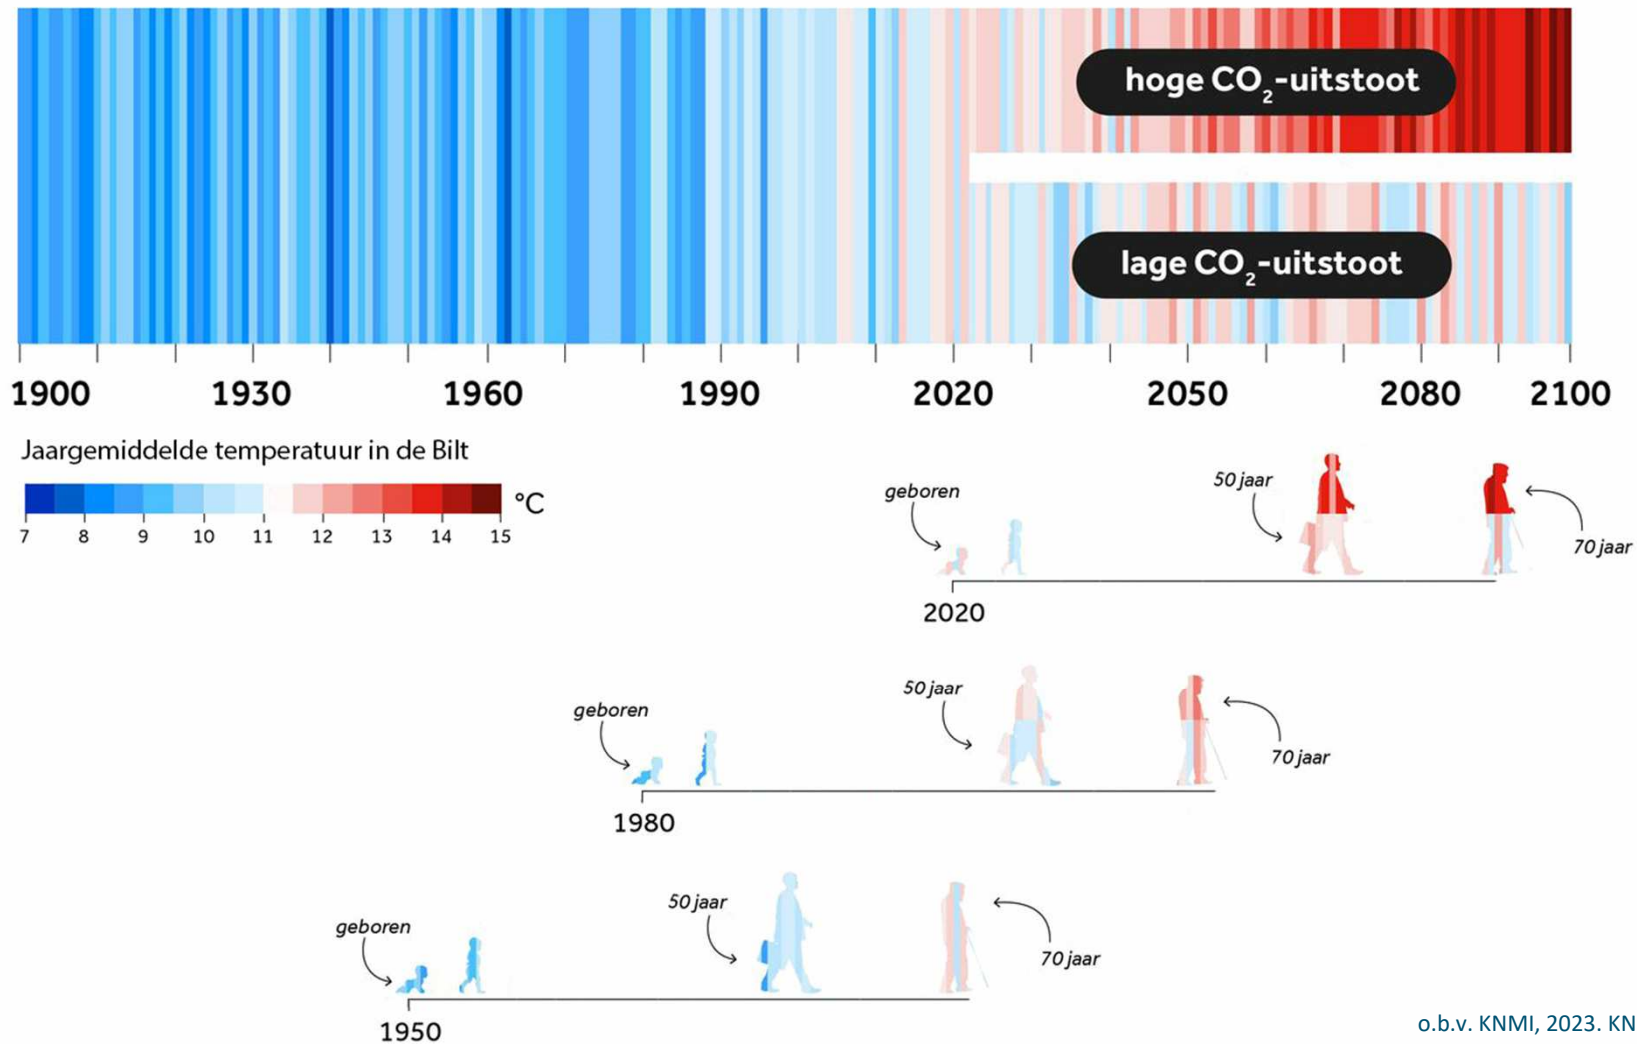 hoge CO₂-uitstoot
lage CO₂-uitstoot
1900 1930 1960 1990 2020 2050 2080 2100
Jaargemiddelde temperatuur in de Bilt
°C
7 8 9 10 11 12 13 14 15
geboren
50 jaar
70 jaar
2020
geboren
50 jaar
70 jaar
1980
geboren
50 jaar
70 jaar
1950
o.b.v. KNMI, 2023. KN